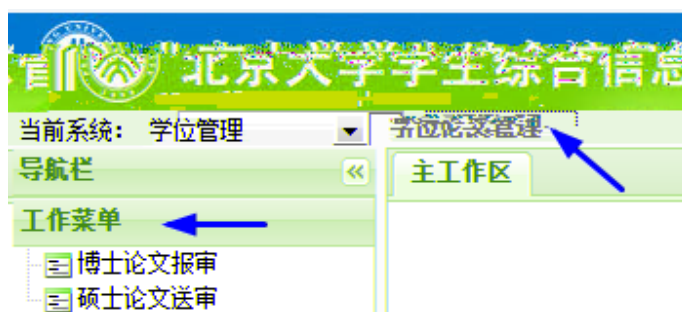 北京大学学生综合信息
当前系统： 学位管理 学位论文管理
导航栏 主工作区
工作菜单
博士论文报审
硕士论文送审